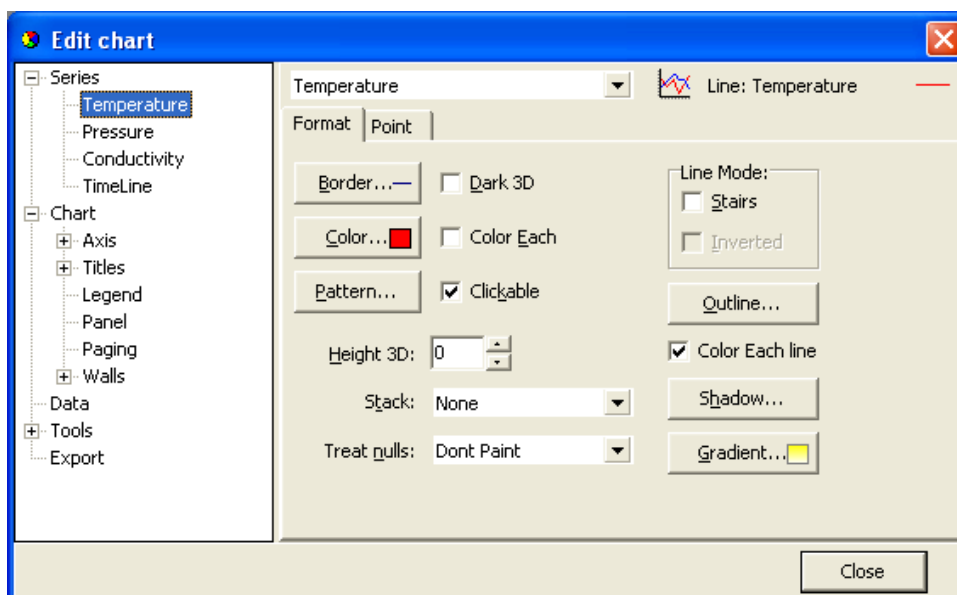 Edit chart
Series
Temperature
Pressure
Conductivity
TimeLine
Chart
Axis
Titles
Legend
Panel
Paging
Walls
Data
Tools
Export
Temperature
Line: Temperature
Format
Point
Border...
Dark 3D
Color...
Color Each
Pattern...
Clickable
Height 3D: 0
Stack: None
Treat nulls: Dont Paint
Line Mode:
Stairs
Inverted
Outline...
Color Each line
Shadow...
Gradient...
Close